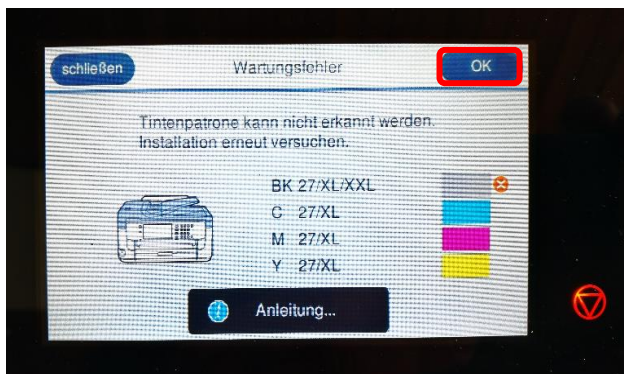 schließen
Wartungsfehler
OK
Tintenpatrone kann nicht erkannt werden.
Installation erneut versuchen.
BK 27/XL/XXL
C 27/XL
M 27/XL
Y 27/XL
Anleitung...